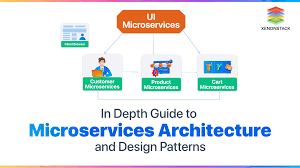 UI
Microservices
XENONSTACK
Customer
Microservices
Product
Microservices
Cart
Microservices
In Depth Guide to
Microservices Architecture
and Design Patterns